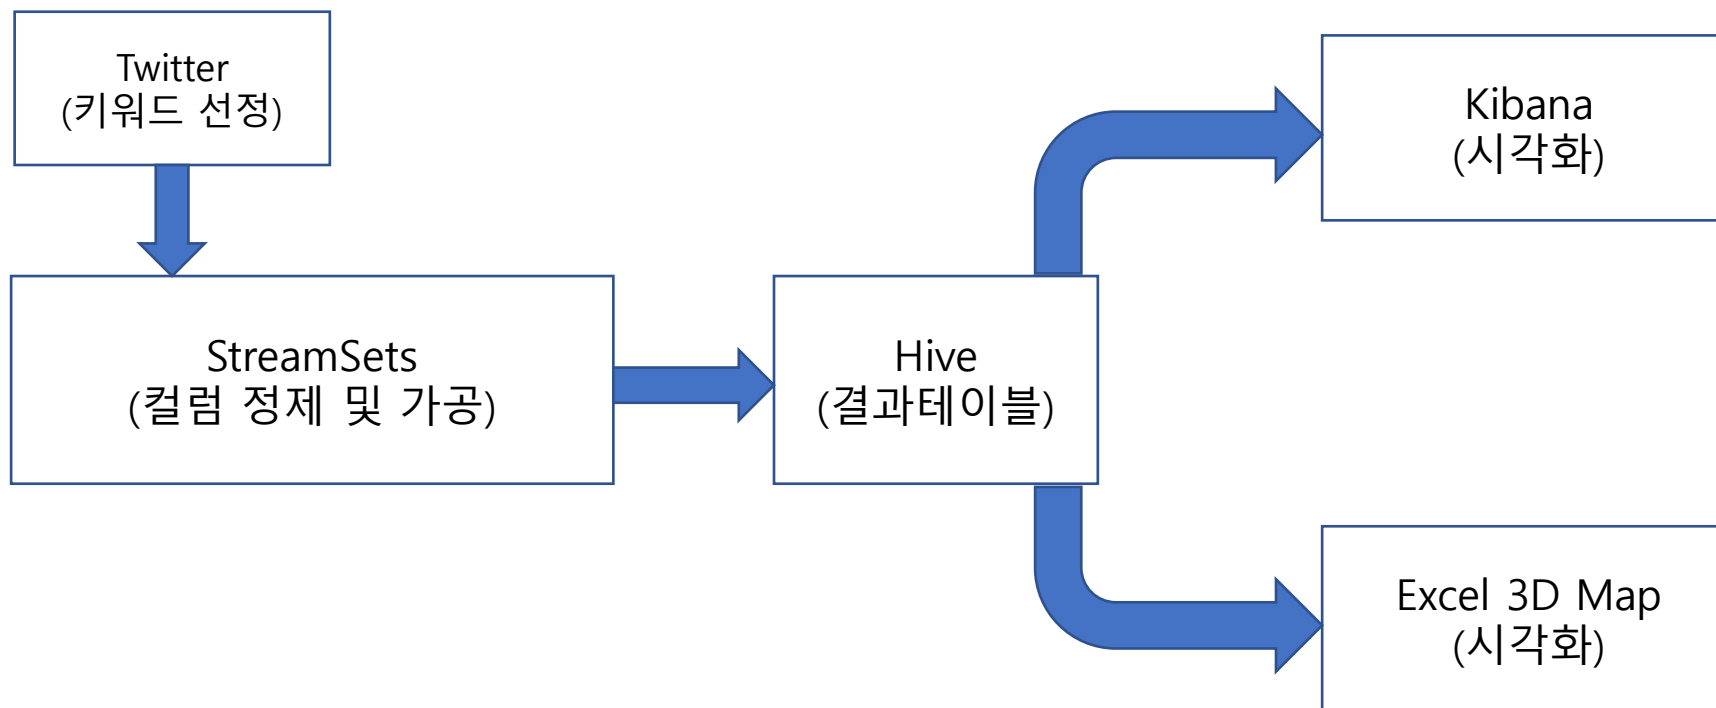 Twitter
(키워드 선정)
StreamSets
(컬럼 정제 및 가공)
Hive
(결과테이블)
Kibana
(시각화)
Excel 3D Map
(시각화)